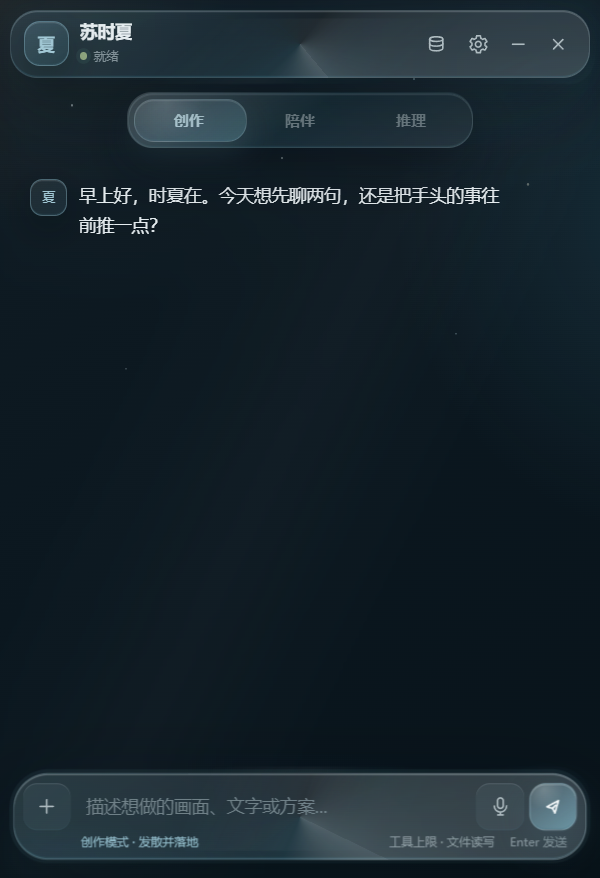 夏
苏时夏
就绪
创作 陪伴 推理
夏
早上好，时夏在。今天想先聊两句，还是把手头的事往
前推一点？
描述想做的画面、文字或方案...
创作模式 · 发散并落地 工具上限 · 文件读写 Enter 发送